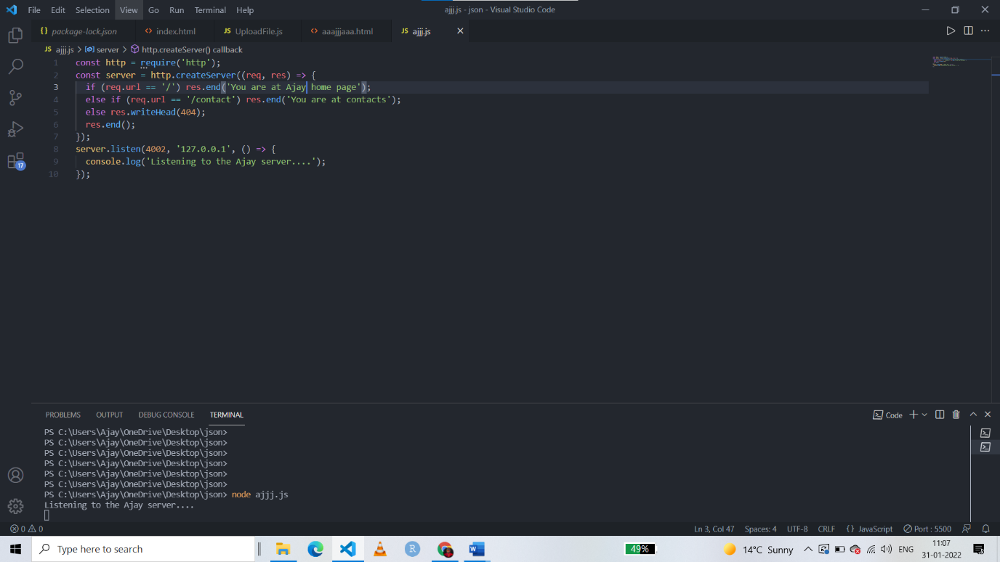 File Edit Selection View Go Run Terminal Help ajjj.js - json - Visual Studio Code
{} package-lock.json <> index.html JS UploadFile.js <> aaajjjaaa.html JS ajjj.js
JS ajjj.js > server > http.createServer() callback
1 const http = require('http');
2 const server = http.createServer((req, res) => {
3 if (req.url == '/') res.end('You are at Ajay home page');
4 else if (req.url == '/contact') res.end('You are at contacts');
5 else res.writeHead(404);
6 res.end();
7 });
8 server.listen(4002, '127.0.0.1', () => {
9 console.log('Listening to the Ajay server....');
10 });
17
PROBLEMS OUTPUT DEBUG CONSOLE TERMINAL Code
PS C:\Users\Ajay\OneDrive\Desktop\json>
PS C:\Users\Ajay\OneDrive\Desktop\json>
PS C:\Users\Ajay\OneDrive\Desktop\json>
PS C:\Users\Ajay\OneDrive\Desktop\json>
PS C:\Users\Ajay\OneDrive\Desktop\json>
PS C:\Users\Ajay\OneDrive\Desktop\json>
PS C:\Users\Ajay\OneDrive\Desktop\json> node ajjj.js
Listening to the Ajay server....
0 0 Ln 3, Col 47 Spaces: 4 UTF-8 CRLF {} JavaScript Port : 5500
Type here to search R 49% 14°C Sunny ENG 11:07
31-01-2022